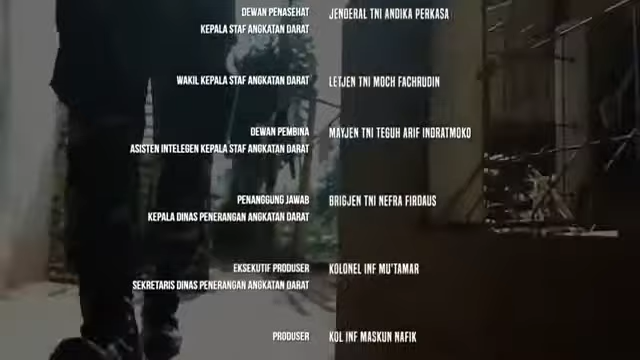 DEWAN PENASEHAT JENDERAL TNI ANDIKA PERKASA
KEPALA STAF ANGKATAN DARAT
WAKIL KEPALA STAF ANGKATAN DARAT LETJEN TNI MOCH FACHRUDIN
DEWAN PEMBINA MAYJEN TNI TEGUH ARIF INDRATMOKO
ASISTEN INTELEGEN KEPALA STAF ANGKATAN DARAT
PENANGGUNG JAWAB BRIGJEN TNI NEFRA FIRDAUS
KEPALA DINAS PENERANGAN ANGKATAN DARAT
EKSEKUTIF PRODUSER KOLONEL INF MU'TAMAR
SEKRETARIS DINAS PENERANGAN ANGKATAN DARAT
PRODUSER KOL INF MASKUN NAFIK